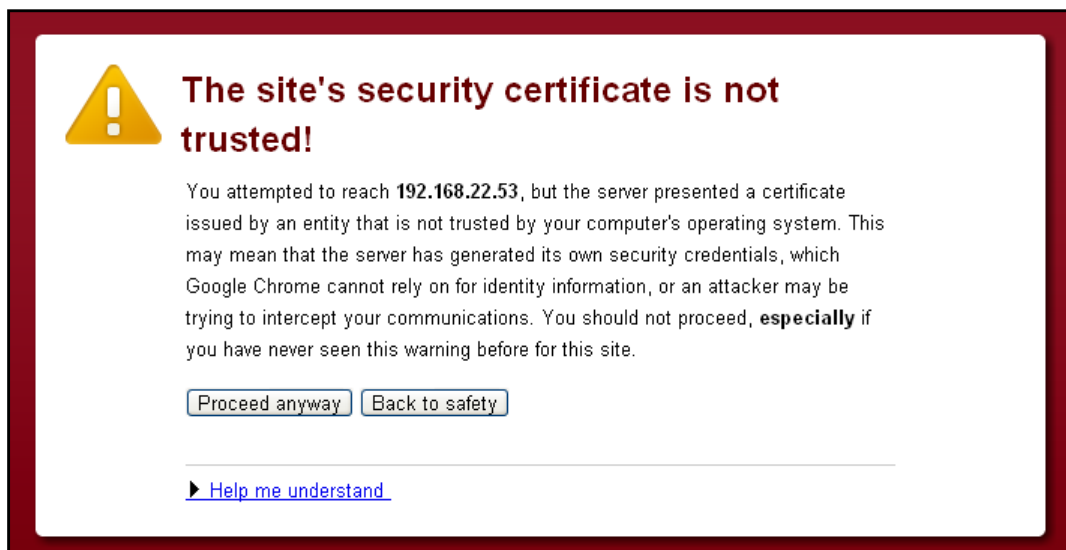 The site's security certificate is not
trusted!
You attempted to reach 192.168.22.53, but the server presented a certificate
issued by an entity that is not trusted by your computer's operating system. This
may mean that the server has generated its own security credentials, which
Google Chrome cannot rely on for identity information, or an attacker may be
trying to intercept your communications. You should not proceed, especially if
you have never seen this warning before for this site.
Proceed anyway Back to safety
Help me understand